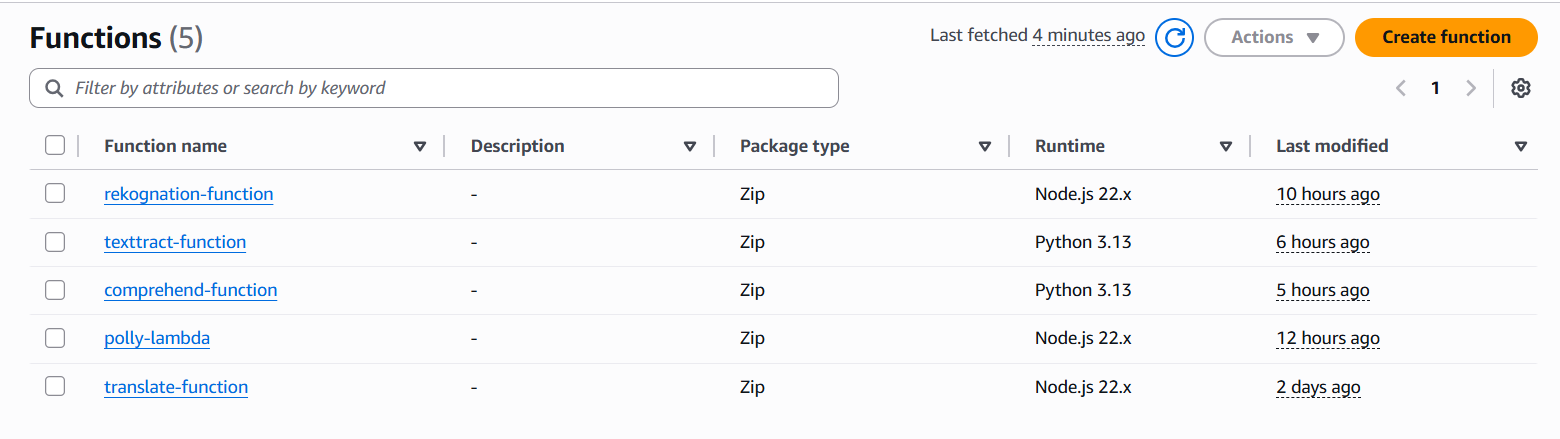 Functions (5)
Last fetched 4 minutes ago Actions Create function
Filter by attributes or search by keyword
1
Function name Description Package type Runtime Last modified
rekognation-function - Zip Node.js 22.x 10 hours ago
texttract-function - Zip Python 3.13 6 hours ago
comprehend-function - Zip Python 3.13 5 hours ago
polly-lambda - Zip Node.js 22.x 12 hours ago
translate-function - Zip Node.js 22.x 2 days ago